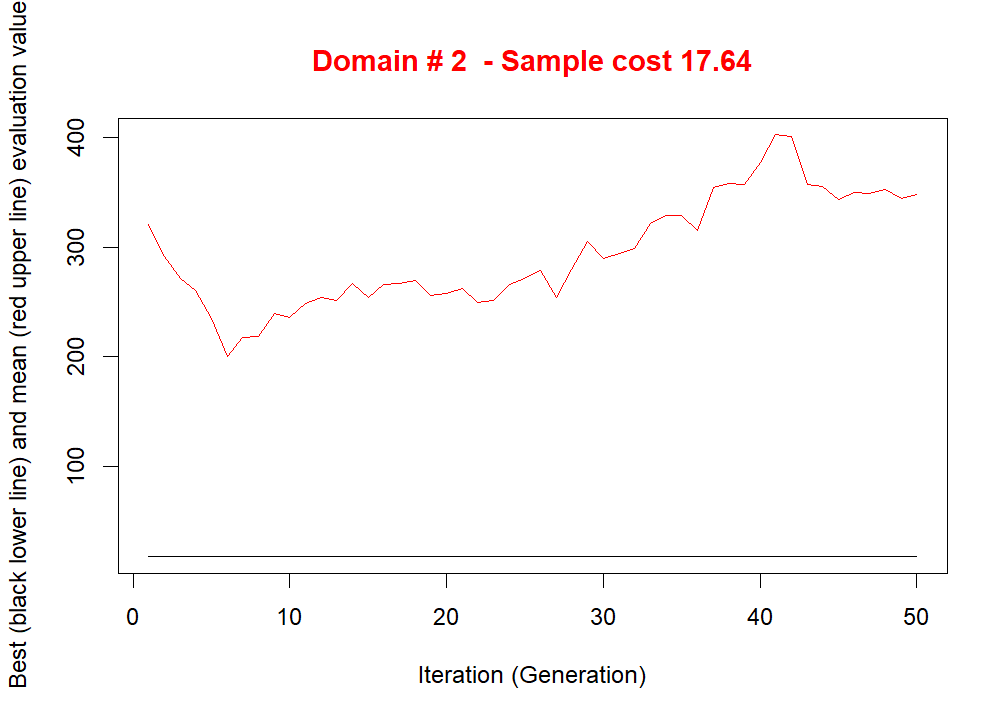 Domain # 2  - Sample cost 17.64
Best (black lower line) and mean (red upper line) evaluation value
400
300
200
100
0 10 20 30 40 50
Iteration (Generation)